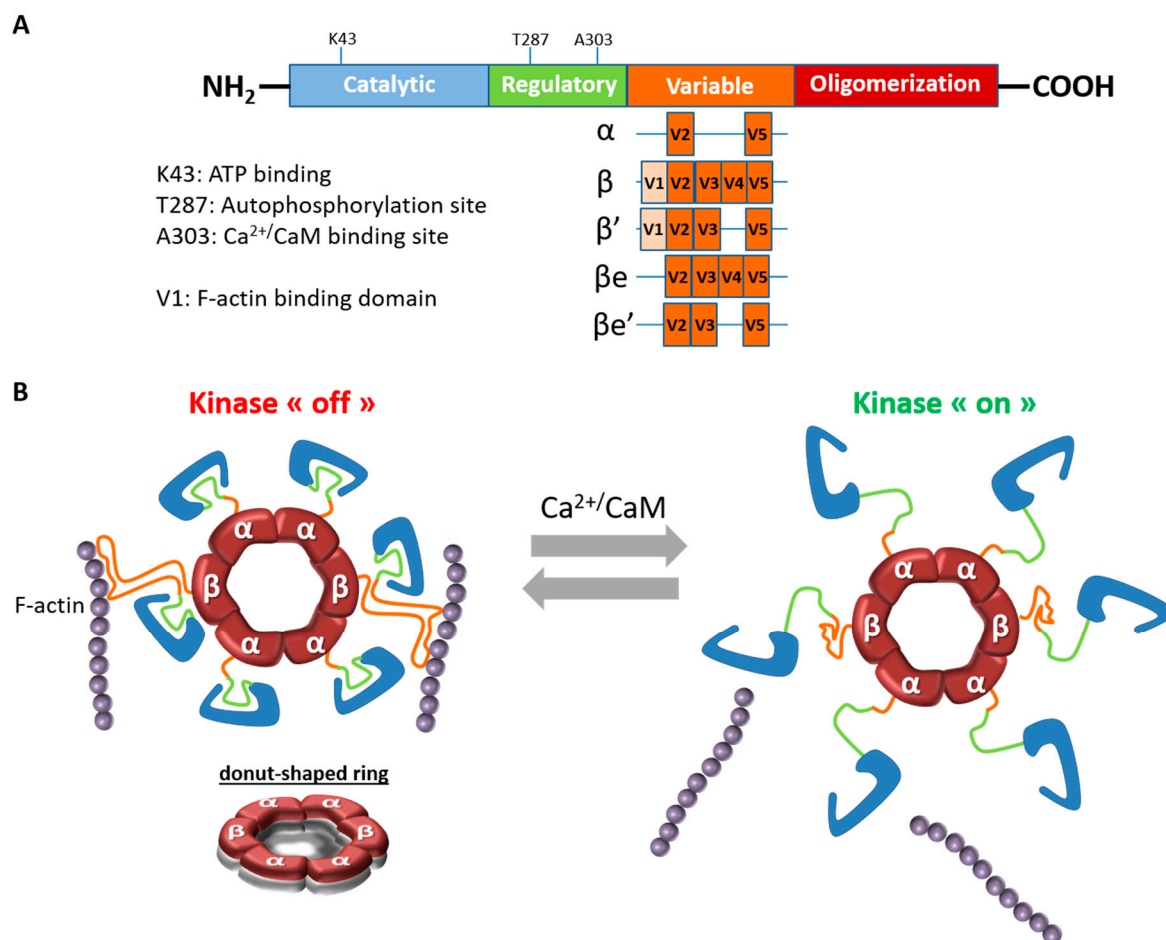 A
K43 T287 A303
NH₂ Catalytic Regulatory Variable Oligomerization COOH
α V2 V5
K43: ATP binding
β V1 V2 V3 V4 V5
T287: Autophosphorylation site
β’ V1 V2 V3 V5
A303: Ca²⁺/CaM binding site
βe V2 V3 V4 V5
V1: F-actin binding domain
βe’ V2 V3 V5
B
Kinase « off »
Kinase « on »
Ca²⁺/CaM
α α
β β
α α
F-actin
α α
β β
α α
donut-shaped ring
α α
β β
α α